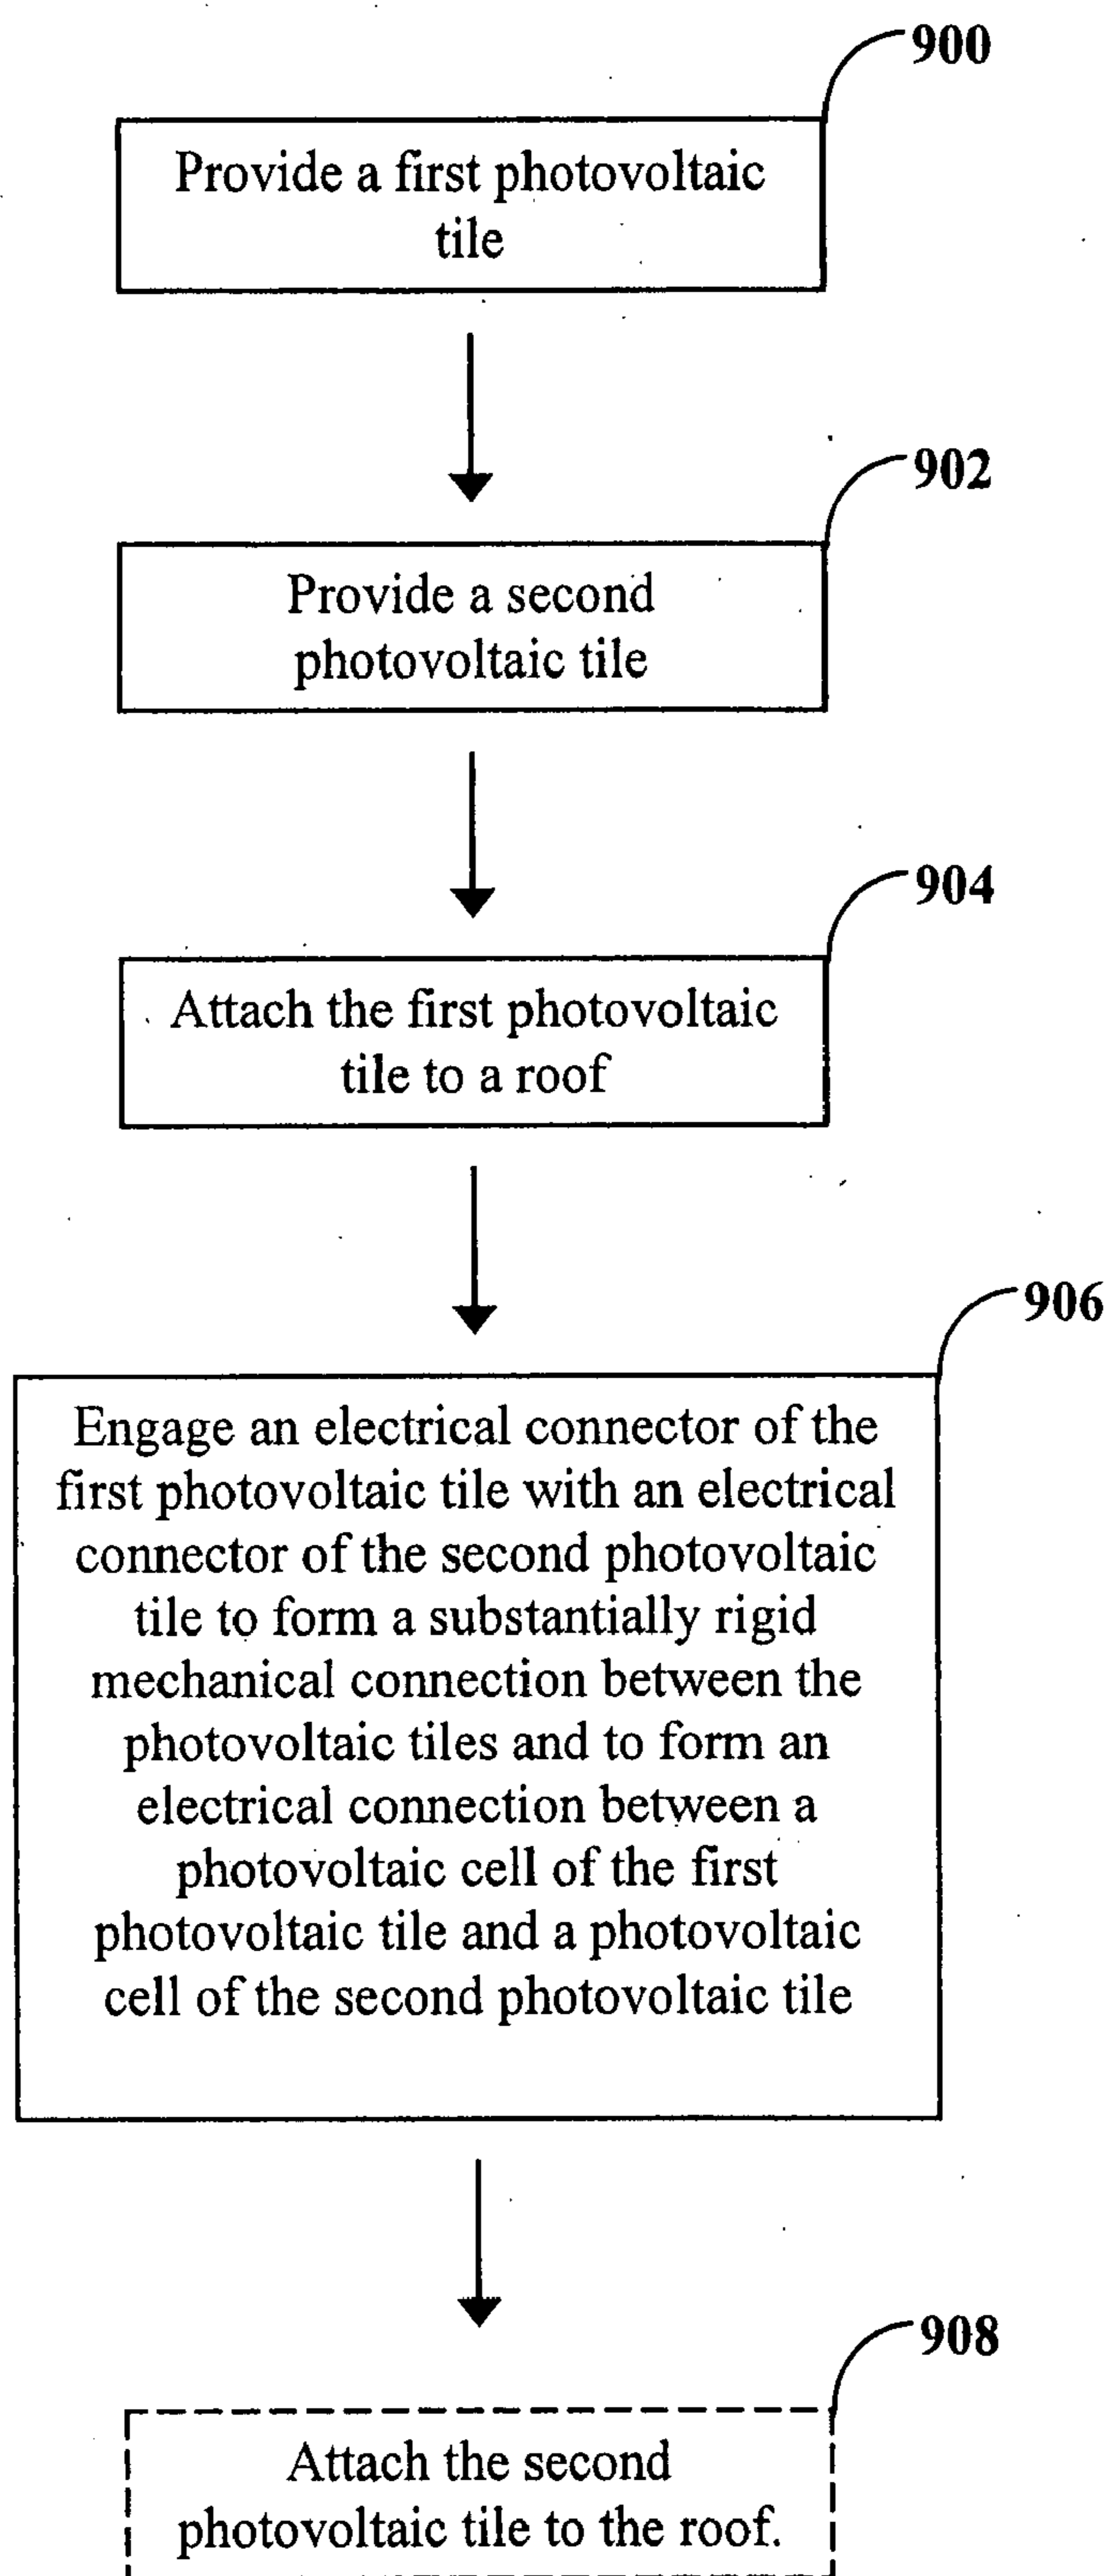 900
Provide a first photovoltaic
tile
902
Provide a second
photovoltaic tile
904
Attach the first photovoltaic
tile to a roof
906
Engage an electrical connector of the
first photovoltaic tile with an electrical
connector of the second photovoltaic
tile to form a substantially rigid
mechanical connection between the
photovoltaic tiles and to form an
electrical connection between a
photovoltaic cell of the first
photovoltaic tile and a photovoltaic
cell of the second photovoltaic tile
908
Attach the second
photovoltaic tile to the roof.